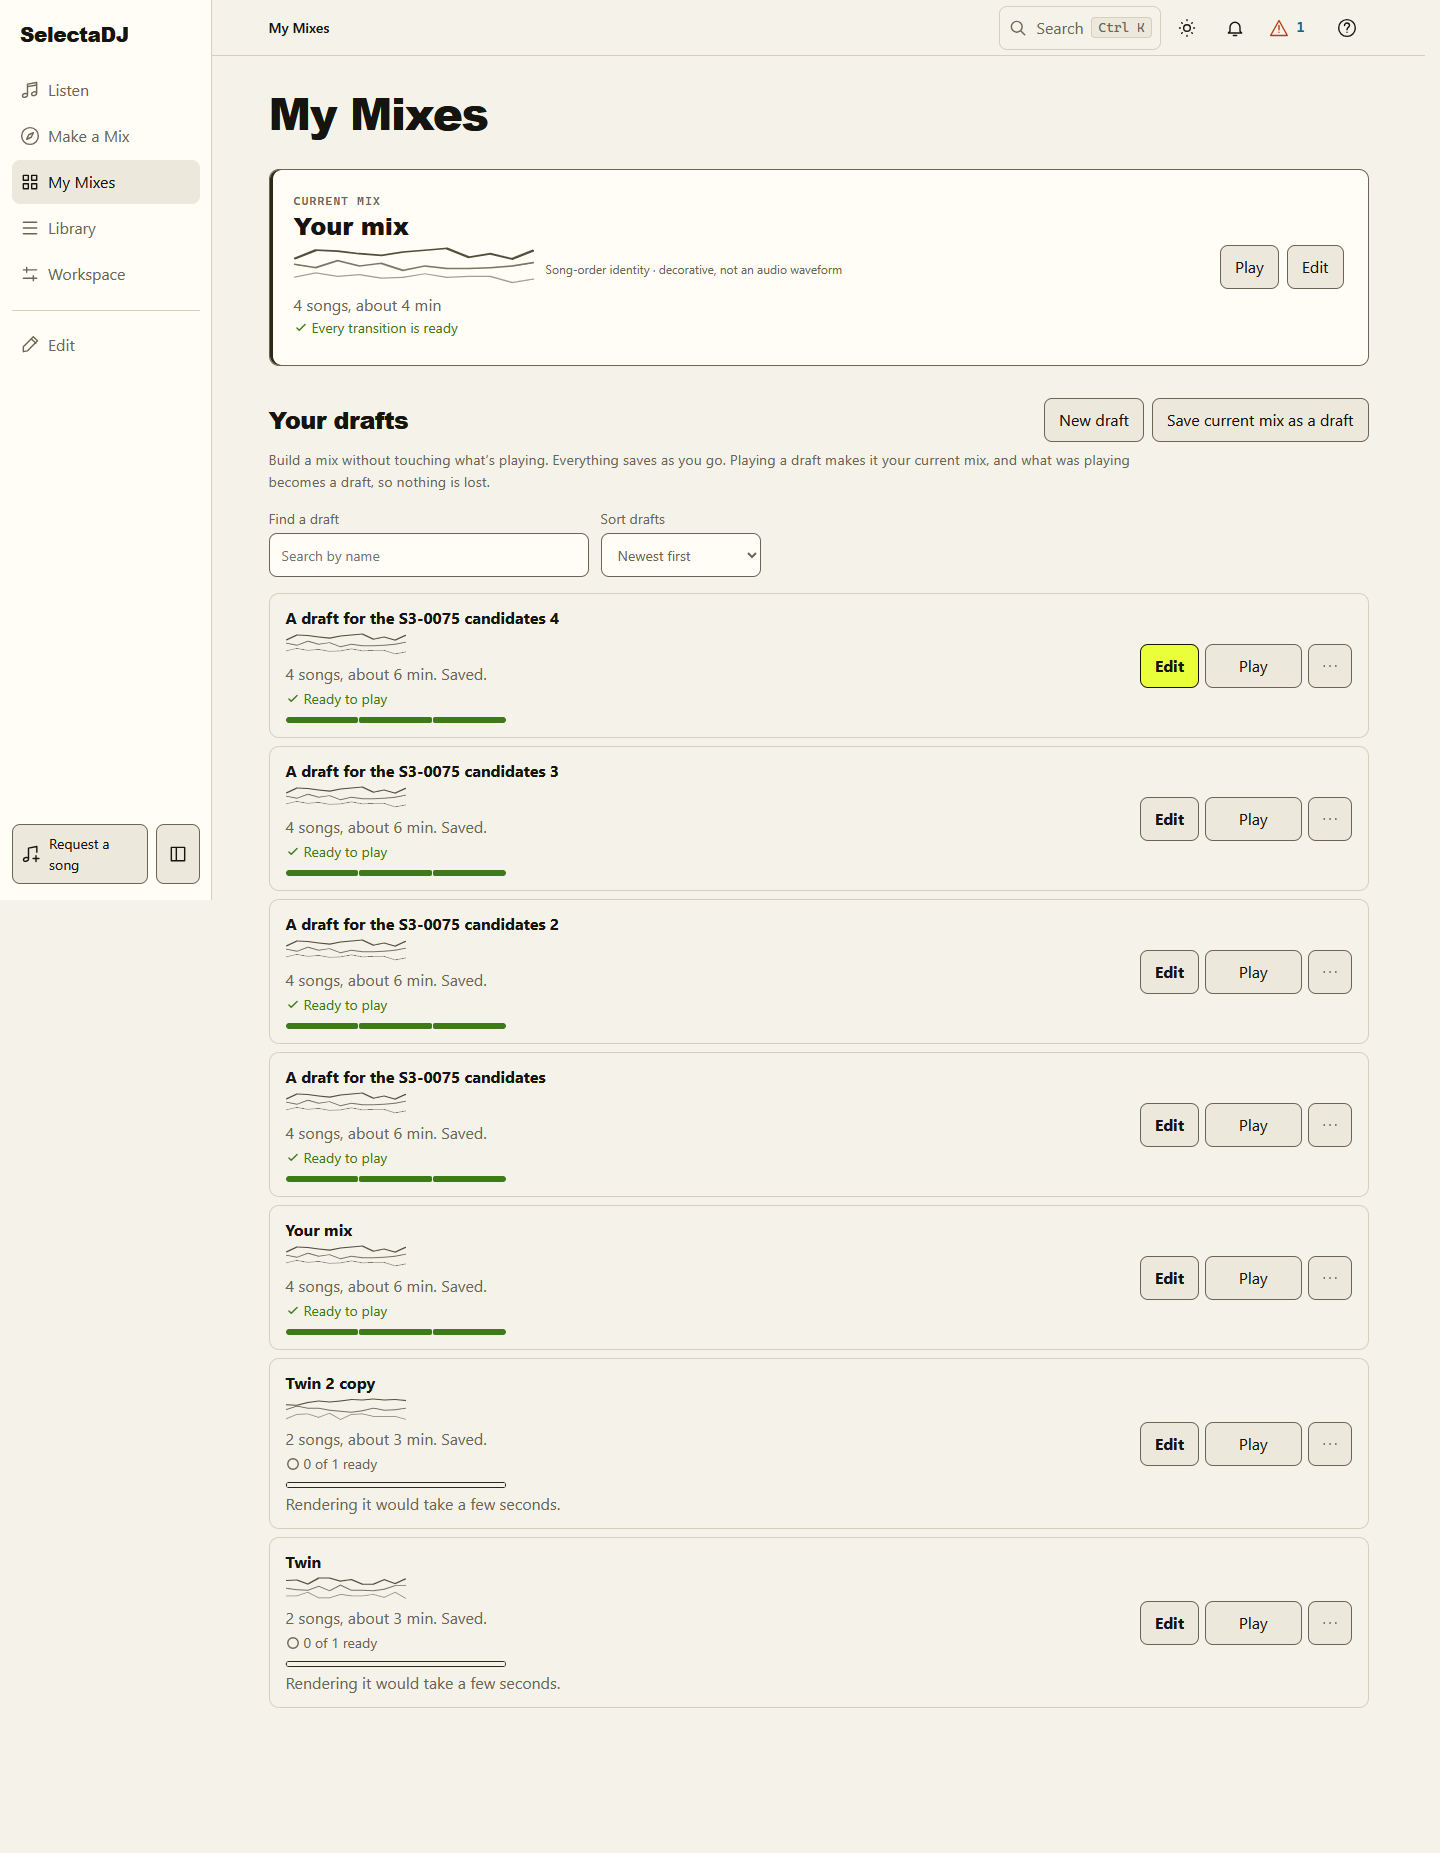 SelectaDJ
Listen
Make a Mix
My Mixes
Library
Workspace
Edit
Request a
song
My Mixes
Search Ctrl K
1
My Mixes
CURRENT MIX
Your mix
Song-order identity · decorative, not an audio waveform
4 songs, about 4 min
Every transition is ready
Play Edit
Your drafts
New draft Save current mix as a draft
Build a mix without touching what's playing. Everything saves as you go. Playing a draft makes it your current mix, and what was playing
becomes a draft, so nothing is lost.
Find a draft Sort drafts
Search by name Newest first
A draft for the S3-0075 candidates 4
4 songs, about 6 min. Saved.
Ready to play
Edit Play ···
A draft for the S3-0075 candidates 3
4 songs, about 6 min. Saved.
Ready to play
Edit Play ···
A draft for the S3-0075 candidates 2
4 songs, about 6 min. Saved.
Ready to play
Edit Play ···
A draft for the S3-0075 candidates
4 songs, about 6 min. Saved.
Ready to play
Edit Play ···
Your mix
4 songs, about 6 min. Saved.
Ready to play
Edit Play ···
Twin 2 copy
2 songs, about 3 min. Saved.
0 of 1 ready
Rendering it would take a few seconds.
Edit Play ···
Twin
2 songs, about 3 min. Saved.
0 of 1 ready
Rendering it would take a few seconds.
Edit Play ···